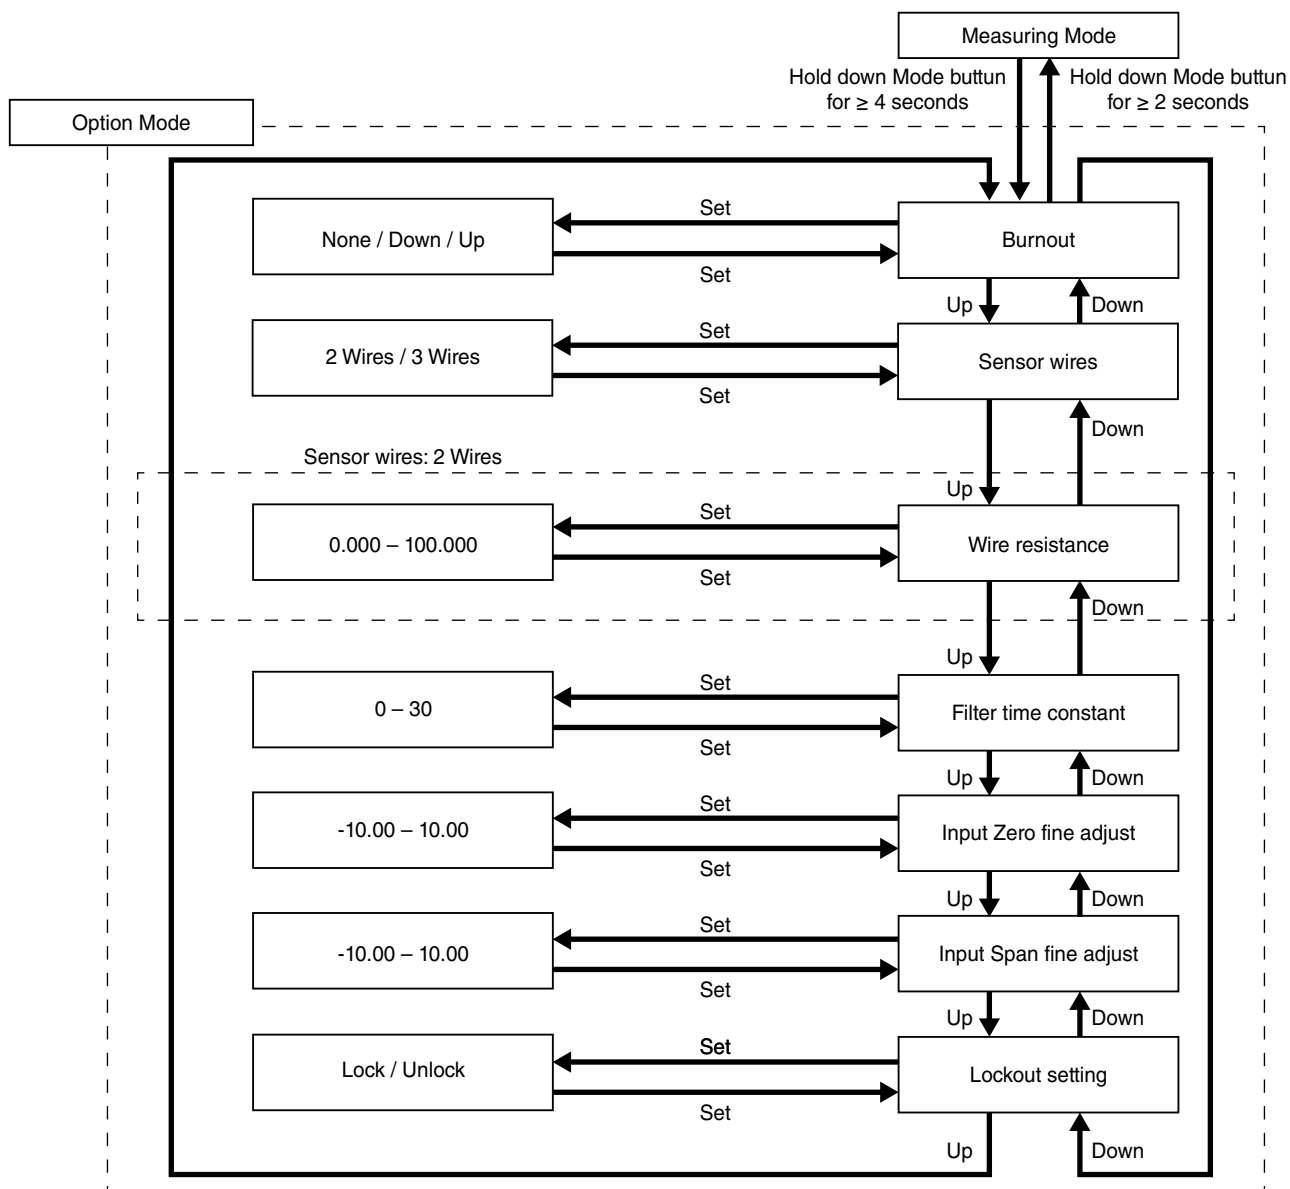 Measuring Mode
Hold down Mode buttun
for ≥ 4 seconds
Hold down Mode buttun
for ≥ 2 seconds
Option Mode
None / Down / Up
Set
Set
Burnout
Up
Down
2 Wires / 3 Wires
Set
Set
Sensor wires
Down
Sensor wires: 2 Wires
Up
0.000 – 100.000
Set
Set
Wire resistance
Down
Up
0 – 30
Set
Set
Filter time constant
Up
Down
-10.00 – 10.00
Set
Set
Input Zero fine adjust
Up
Down
-10.00 – 10.00
Set
Set
Input Span fine adjust
Up
Down
Lock / Unlock
Set
Set
Lockout setting
Up
Down